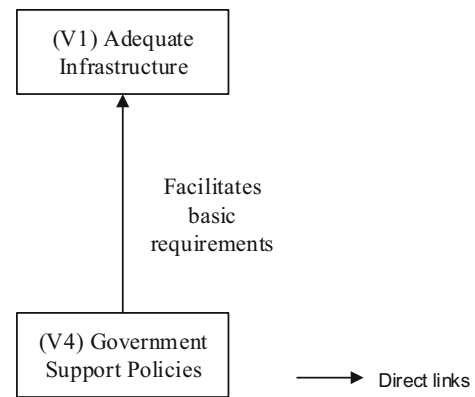 (V1) Adequate
Infrastructure
Facilitates
basic
requirements
(V4) Government
Support Policies
Direct links